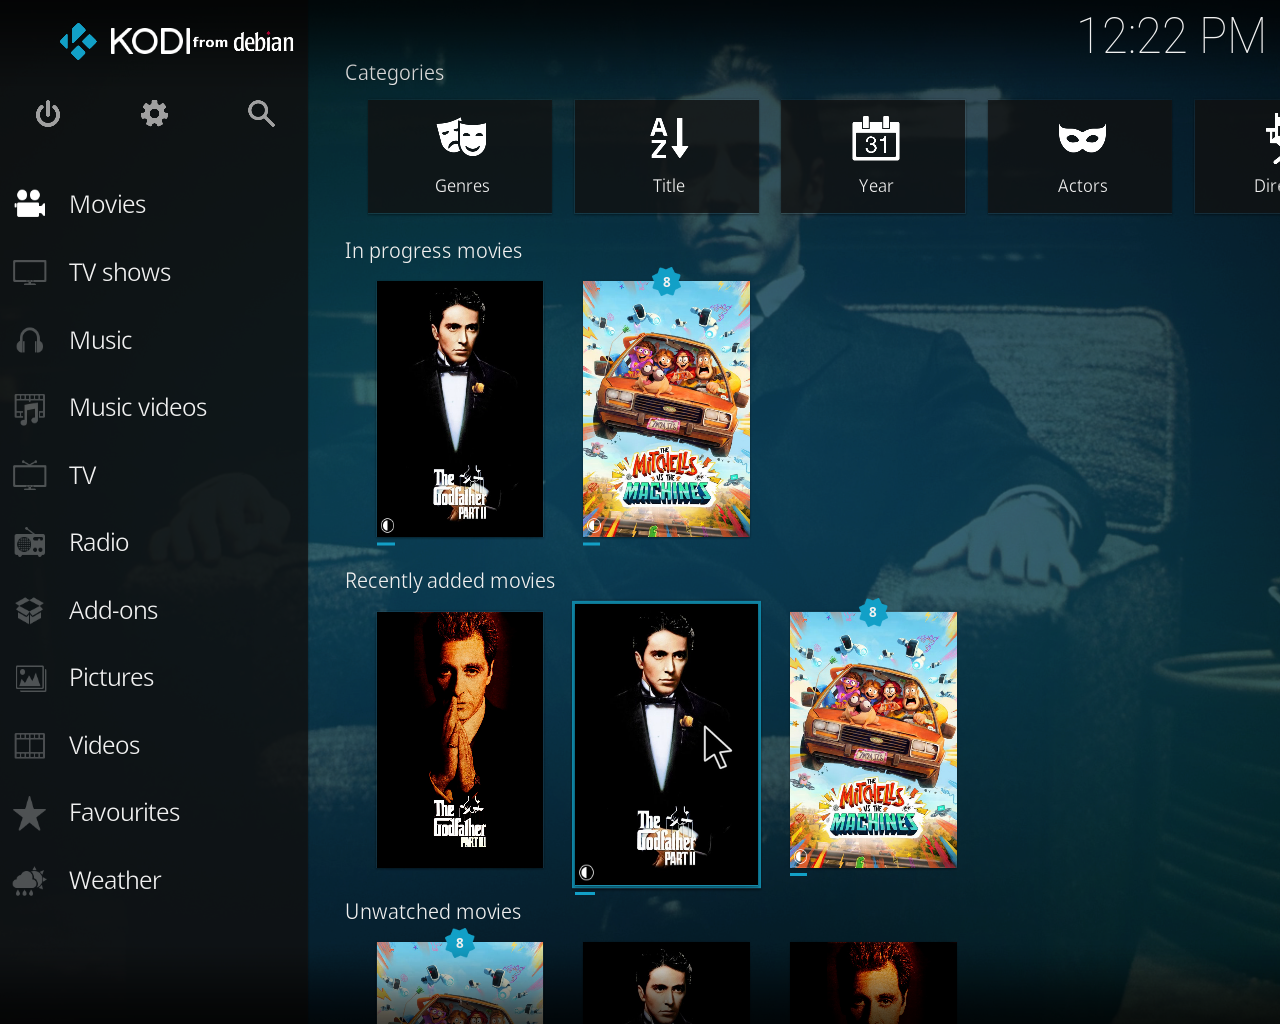 KODI from debian
12:22 PM
Movies
TV shows
Music
Music videos
TV
Radio
Add-ons
Pictures
Videos
Favourites
Weather
Categories
Genres
A
Z
Title
31
Year
Actors
Dire
In progress movies
The
Godfather
PART II
8
THE
MITCHELLS
VS THE
MACHINES
Recently added movies
The
Godfather
PART III
The
Godfather
PART II
8
THE
MITCHELLS
VS THE
MACHINES
Unwatched movies
8